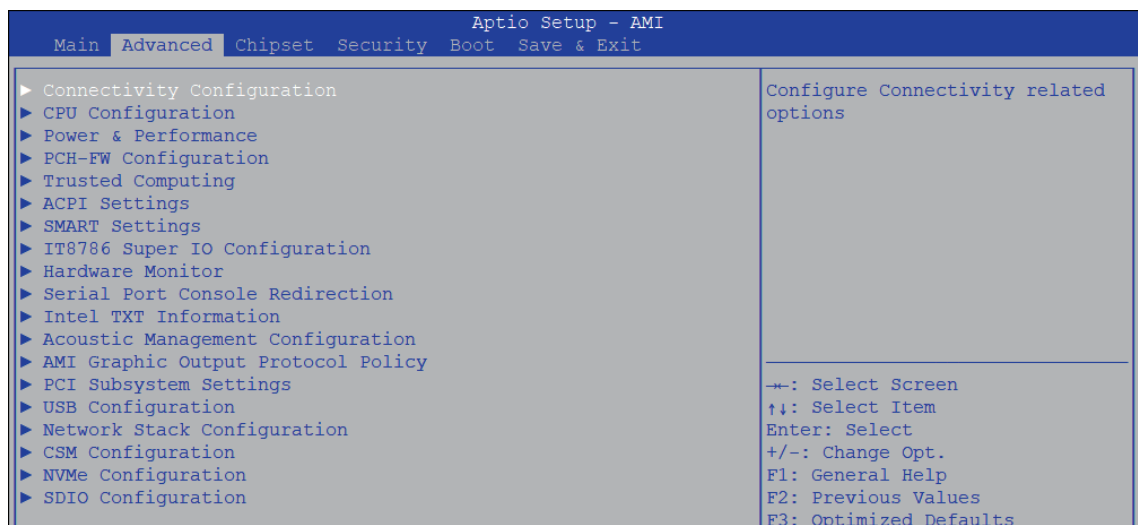 Aptio Setup – AMI
Main Advanced Chipset Security Boot Save & Exit
► Connectivity Configuration
► CPU Configuration
► Power & Performance
► PCH-FW Configuration
► Trusted Computing
► ACPI Settings
► SMART Settings
► IT8786 Super IO Configuration
► Hardware Monitor
► Serial Port Console Redirection
► Intel TXT Information
► Acoustic Management Configuration
► AMI Graphic Output Protocol Policy
► PCI Subsystem Settings
► USB Configuration
► Network Stack Configuration
► CSM Configuration
► NVMe Configuration
► SDIO Configuration
Configure Connectivity related
options
→←: Select Screen
↑↓: Select Item
Enter: Select
+/-: Change Opt.
F1: General Help
F2: Previous Values
F3: Optimized Defaults